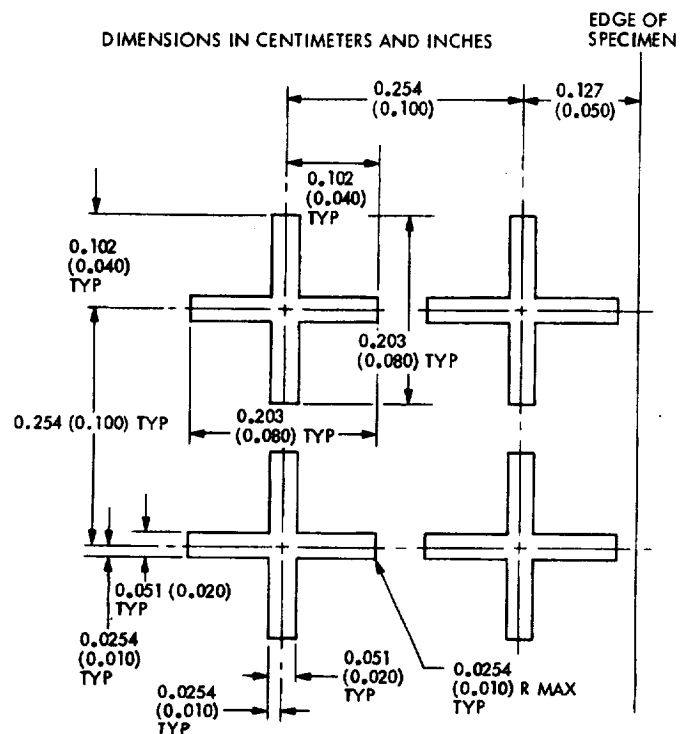 DIMENSIONS IN CENTIMETERS AND INCHES
EDGE OF
SPECIMEN
0.254
(0.100)
0.127
(0.050)
0.102
(0.040)
TYP
0.102
(0.040)
TYP
0.203
(0.080) TYP
0.254 (0.100) TYP
0.203
(0.080) TYP
0.051 (0.020)
TYP
0.0254
(0.010)
TYP
0.051
(0.020)
TYP
0.0254
(0.010) R MAX
TYP
0.0254
(0.010)
TYP